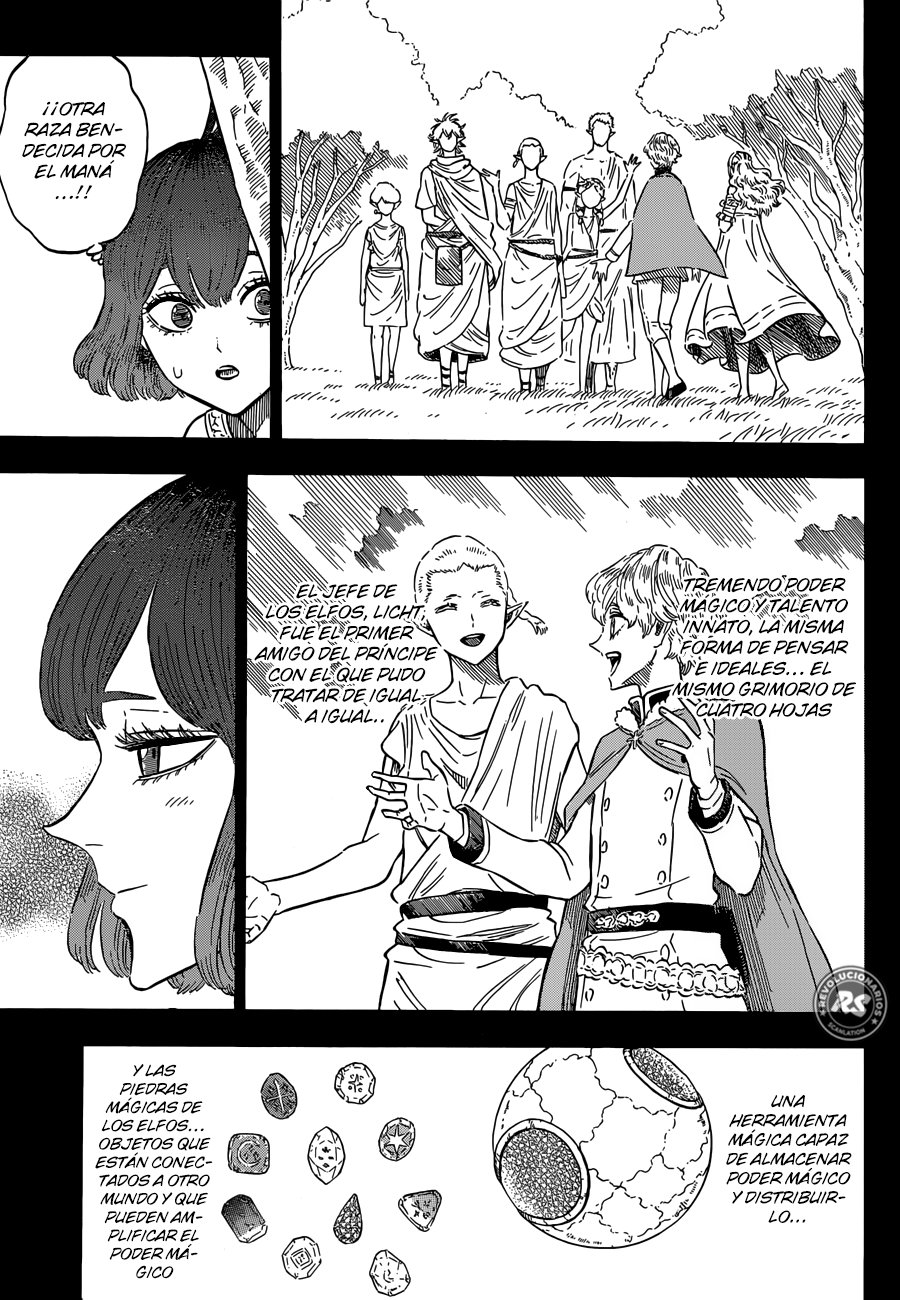 ¡¡OTRA
RAZA BEN-
DECIDA POR
EL MANÁ
...!!
TREMENDO PODER
MAGICO Y TALENTO
INNATO, LA MISMA
FORMA DE PENSAR
E IDEALES... EL
MISMO GRIMORIO DE
CUATRO HOJAS
EL JEFE DE
LOS ELFOS, LICHT,
FUE EL PRIMER
AMIGO DEL PRÍNCIPE
CON EL QUE PUDO
TRATAR DE IGUAL
A IGUAL..
REVOLUCIONARIOS
RS
SCANLATION
UNA
HERRAMIENTA
MÁGICA CAPAZ
DE ALMACENAR
PODER MÁGICO
Y DISTRIBUIR-
LO...
Y LAS
PIEDRAS
MÁGICAS DE
LOS ELFOS...
OBJETOS QUE
ESTÁN CONEC-
TADOS A OTRO
MUNDO Y QUE
PUEDEN AM-
PLIFICAR EL
PODER MÁ-
GICO